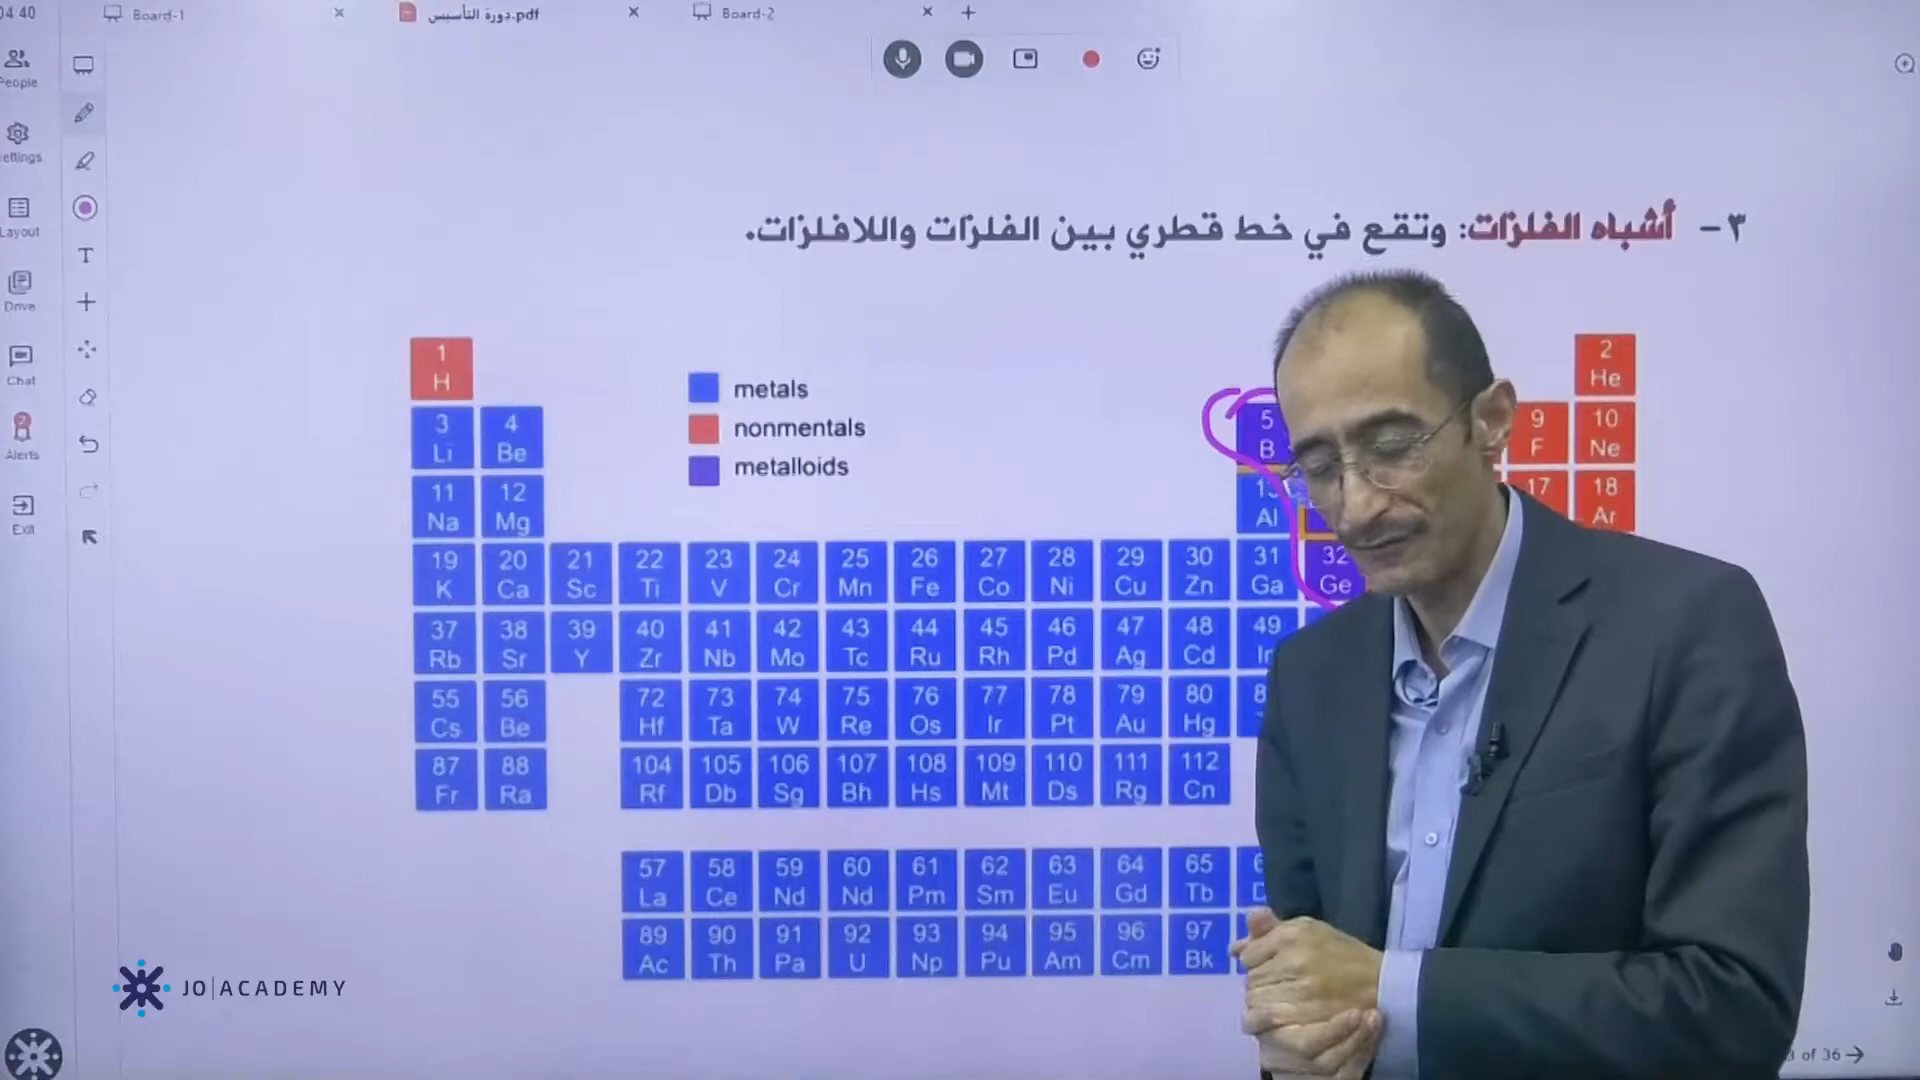 04:40
Board-1
دورة التأسيس.pdf
Board-2
People
Settings
Layout
Drive
Chat
2
Alerts
Exit
T
٣- أشباه الفلزات: وتقع في خط قطري بين الفلزات واللافلزات.
metals
nonmentals
metalloids
1 2
H He
3 4 5 9 10
Li Be B F Ne
11 12 13 17 18
Na Mg Al Ar
19 20 21 22 23 24 25 26 27 28 29 30 31 32
K Ca Sc Ti V Cr Mn Fe Co Ni Cu Zn Ga Ge
37 38 39 40 41 42 43 44 45 46 47 48 49
Rb Sr Y Zr Nb Mo Tc Ru Rh Pd Ag Cd In
55 56 72 73 74 75 76 77 78 79 80
Cs Be Hf Ta W Re Os Ir Pt Au Hg
87 88 104 105 106 107 108 109 110 111 112
Fr Ra Rf Db Sg Bh Hs Mt Ds Rg Cn
57 58 59 60 61 62 63 64 65
La Ce Nd Nd Pm Sm Eu Gd Tb
89 90 91 92 93 94 95 96 97
Ac Th Pa U Np Pu Am Cm Bk
JO|ACADEMY
of 36